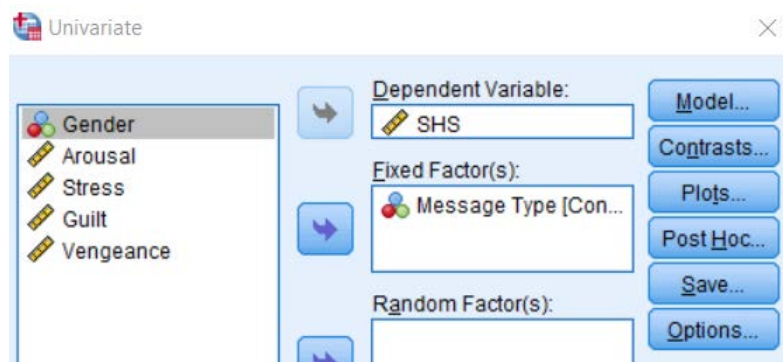 Univariate
Gender
Arousal
Stress
Guilt
Vengeance
Dependent Variable:
SHS
Fixed Factor(s):
Message Type [Con...
Random Factor(s):
Model...
Contrasts...
Plots...
Post Hoc...
Save...
Options...